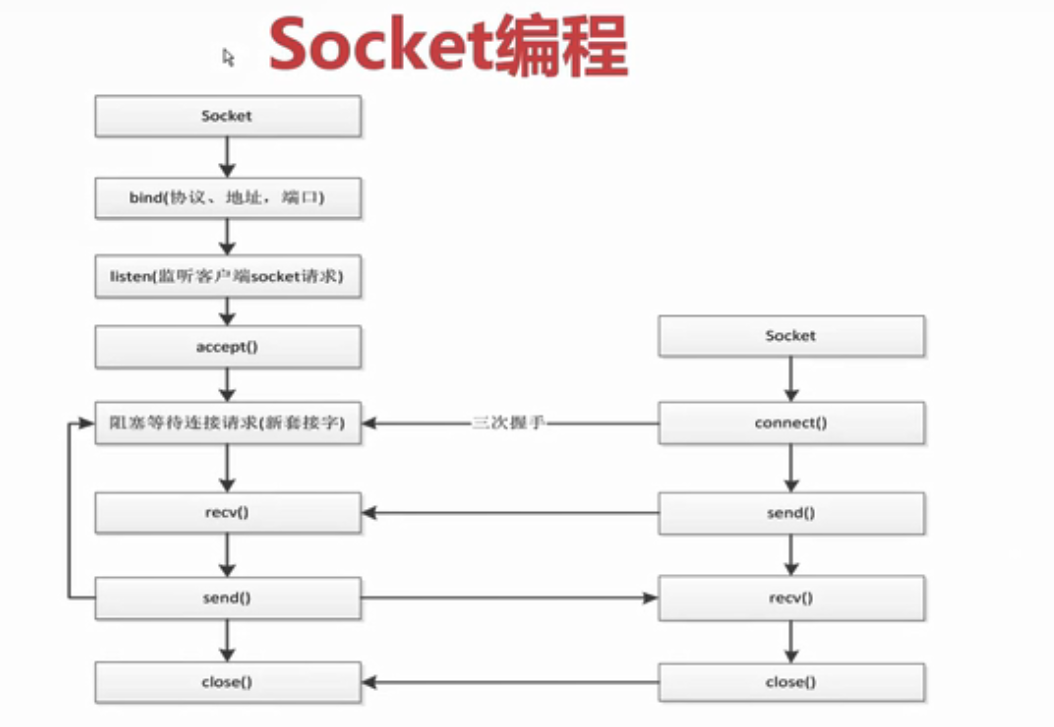 Socket编程
Socket
bind(协议、地址，端口)
listen(监听客户端socket请求)
accept()
阻塞等待连接请求(新套接字)
recv()
send()
close()
三次握手
Socket
connect()
send()
recv()
close()